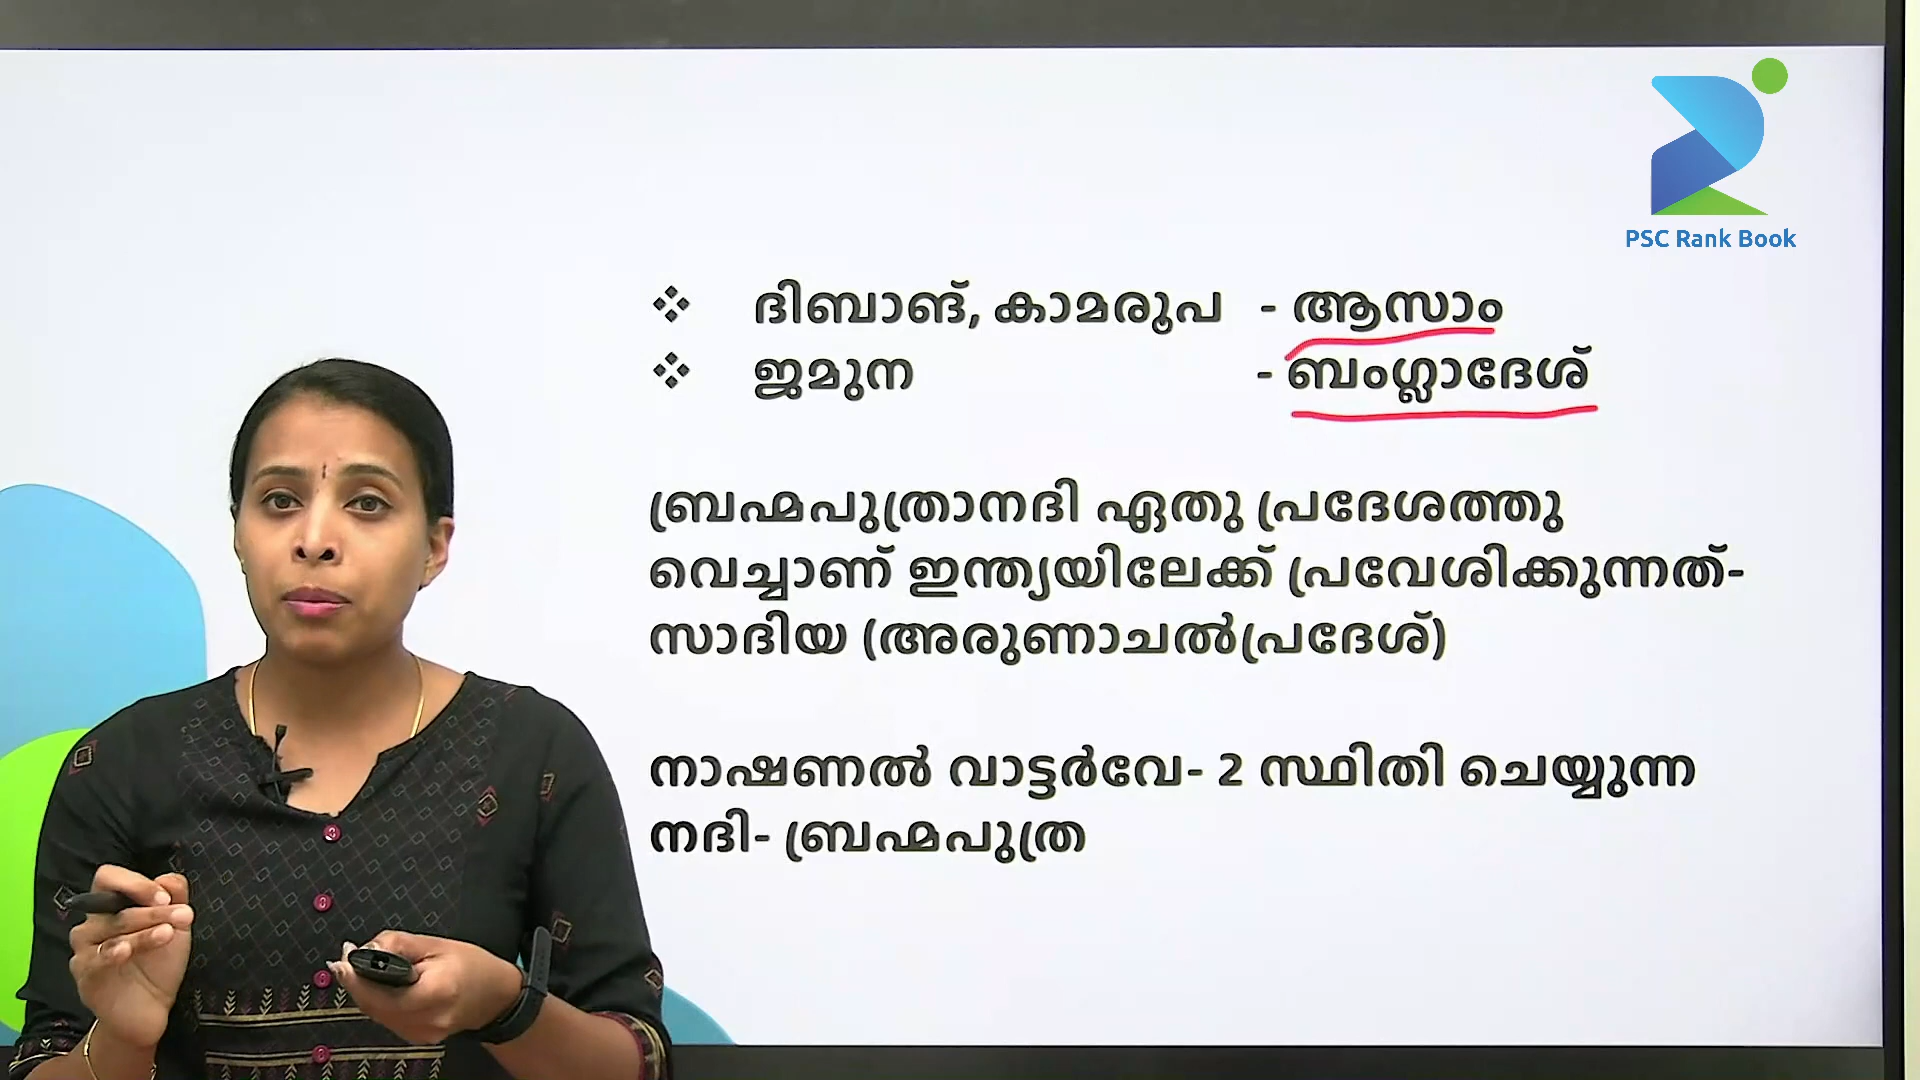 PSC Rank Book
❖ ദിബാങ്, കാമരൂപ - ആസാം
❖ ജമുന - ബംഗ്ലാദേശ്
ബ്രഹ്മപുത്രാനദി ഏതു പ്രദേശത്തു
വെച്ചാണ് ഇന്ത്യയിലേക്ക് പ്രവേശിക്കുന്നത്-
സാദിയ (അരുണാചൽപ്രദേശ്)
നാഷണൽ വാട്ടർവേ- 2 സ്ഥിതി ചെയ്യുന്ന
നദി- ബ്രഹ്മപുത്ര